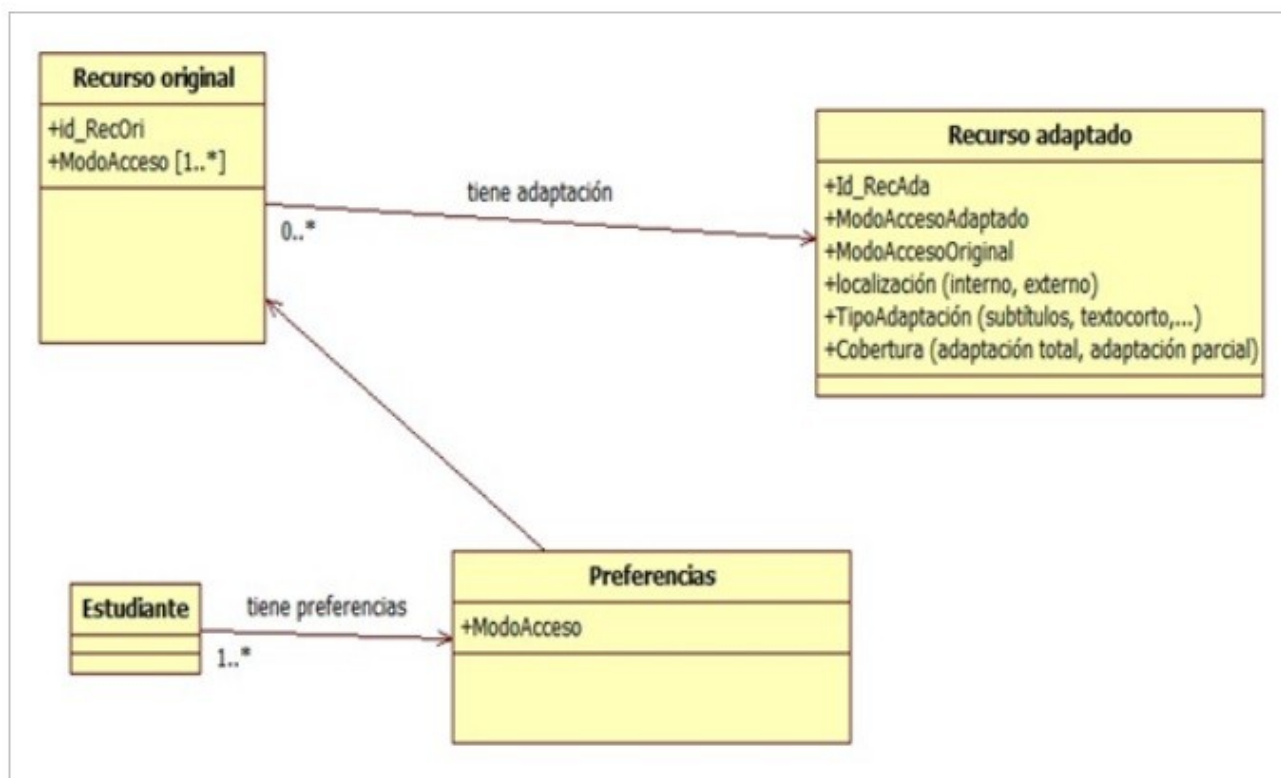 Recurso original
+id_RecOri
+ModoAcceso [1..*]
tiene adaptación
0..*
Recurso adaptado
+Id_RecAda
+ModoAccesoAdaptado
+ModoAccesoOriginal
+localización (interno, externo)
+TipoAdaptación (subtítulos, textocorto,...)
+Cobertura (adaptación total, adaptación parcial)
Estudiante
tiene preferencias
1..*
Preferencias
+ModoAcceso